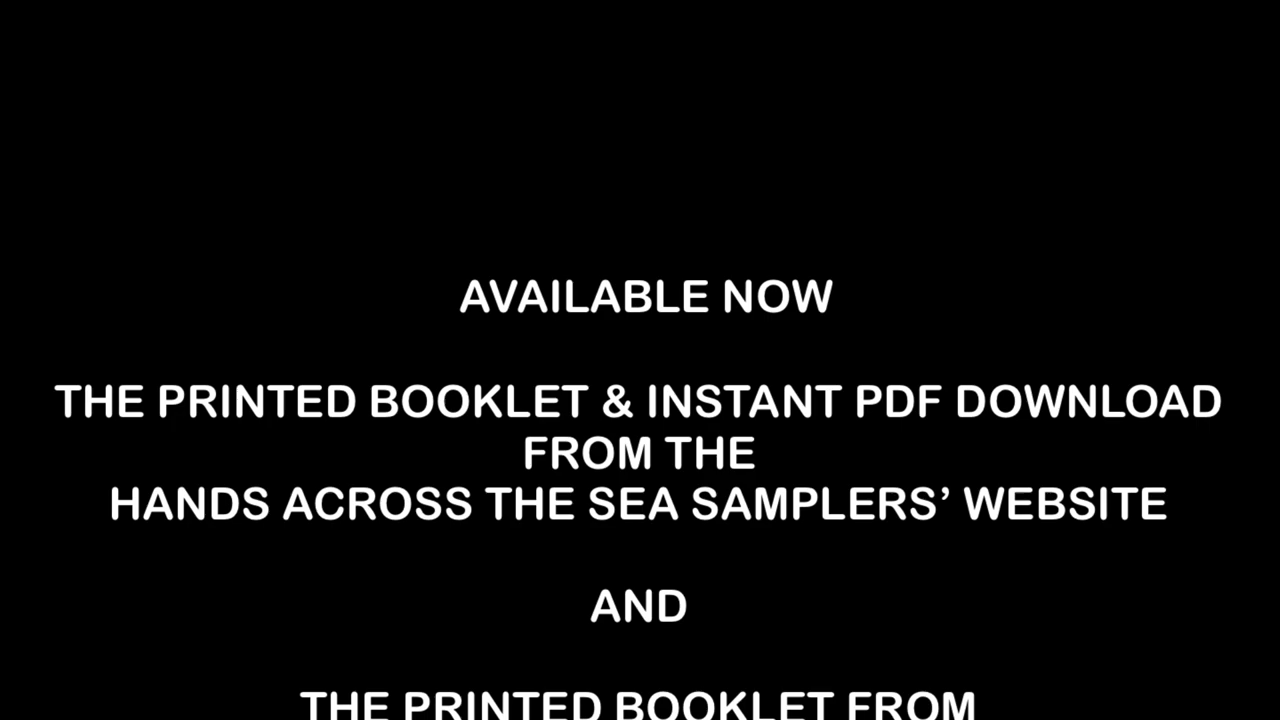 AVAILABLE NOW
THE PRINTED BOOKLET & INSTANT PDF DOWNLOAD
FROM THE
HANDS ACROSS THE SEA SAMPLERS’ WEBSITE
AND
THE PRINTED BOOKLET FROM